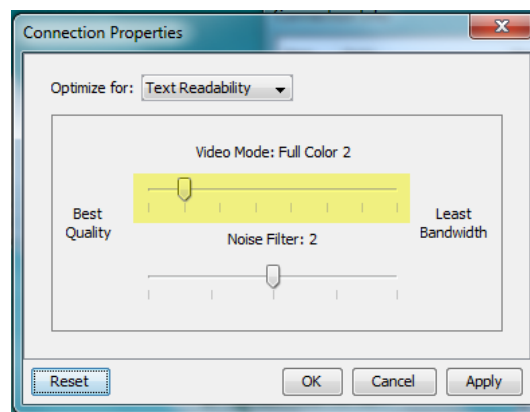 Connection Properties
Optimize for: Text Readability
Video Mode: Full Color 2
Best
Quality
Least
Bandwidth
Noise Filter: 2
Reset
OK
Cancel
Apply